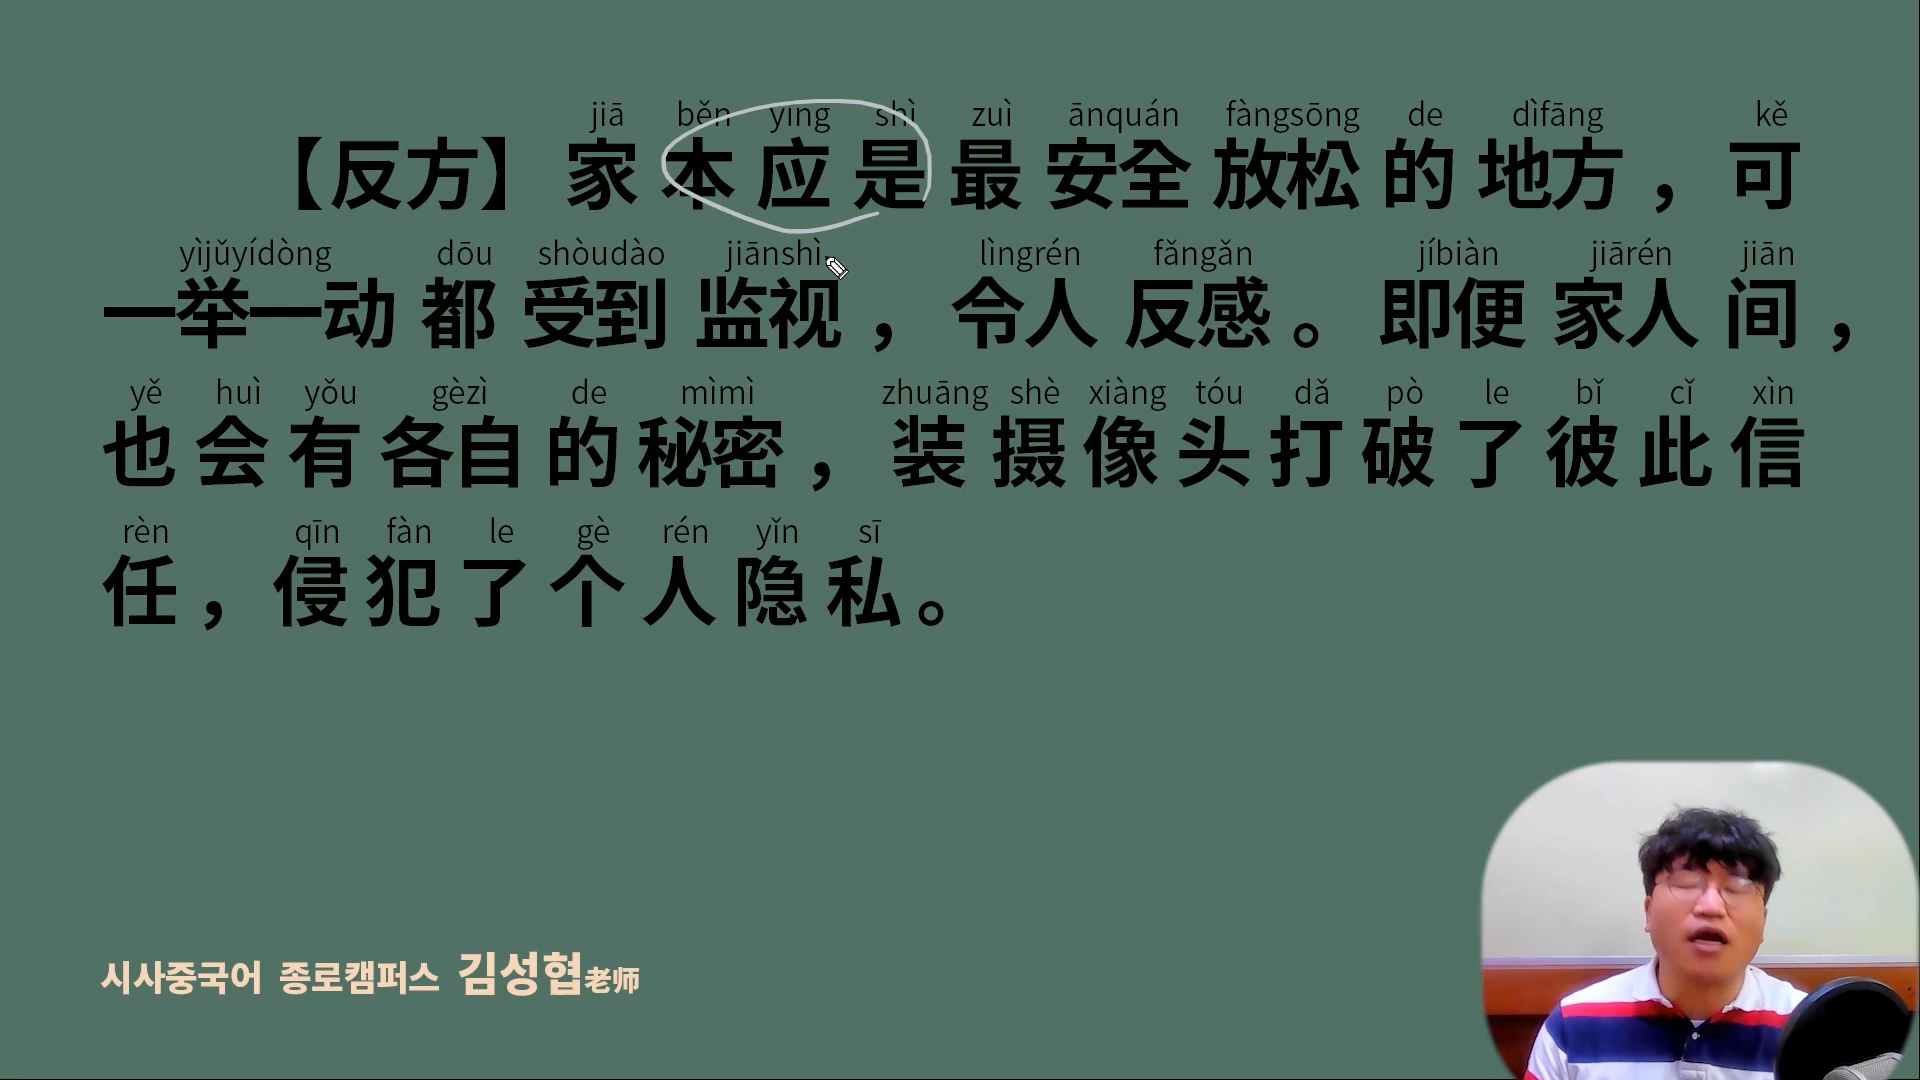 jiā běn yīng shì zuì ānquán fàngsōng de dìfāng kě
【反方】 家 本 应 是 最 安全 放松 的 地方 ， 可
yìjǔyídòng dōu shòudào jiānshì lìngrén fǎngǎn jíbiàn jiārén jiān
一举一动 都 受到 监视 ， 令人 反感 。 即便 家人 间 ，
yě huì yǒu gèzì de mìmì zhuāng shè xiàng tóu dǎ pò le bǐ cǐ xìn
也 会 有 各自 的 秘密 ， 装 摄 像 头 打 破 了 彼 此 信
rèn qīn fàn le gè rén yǐn sī
任 ， 侵 犯 了 个 人 隐 私 。
시사중국어 종로캠퍼스 김성협老师